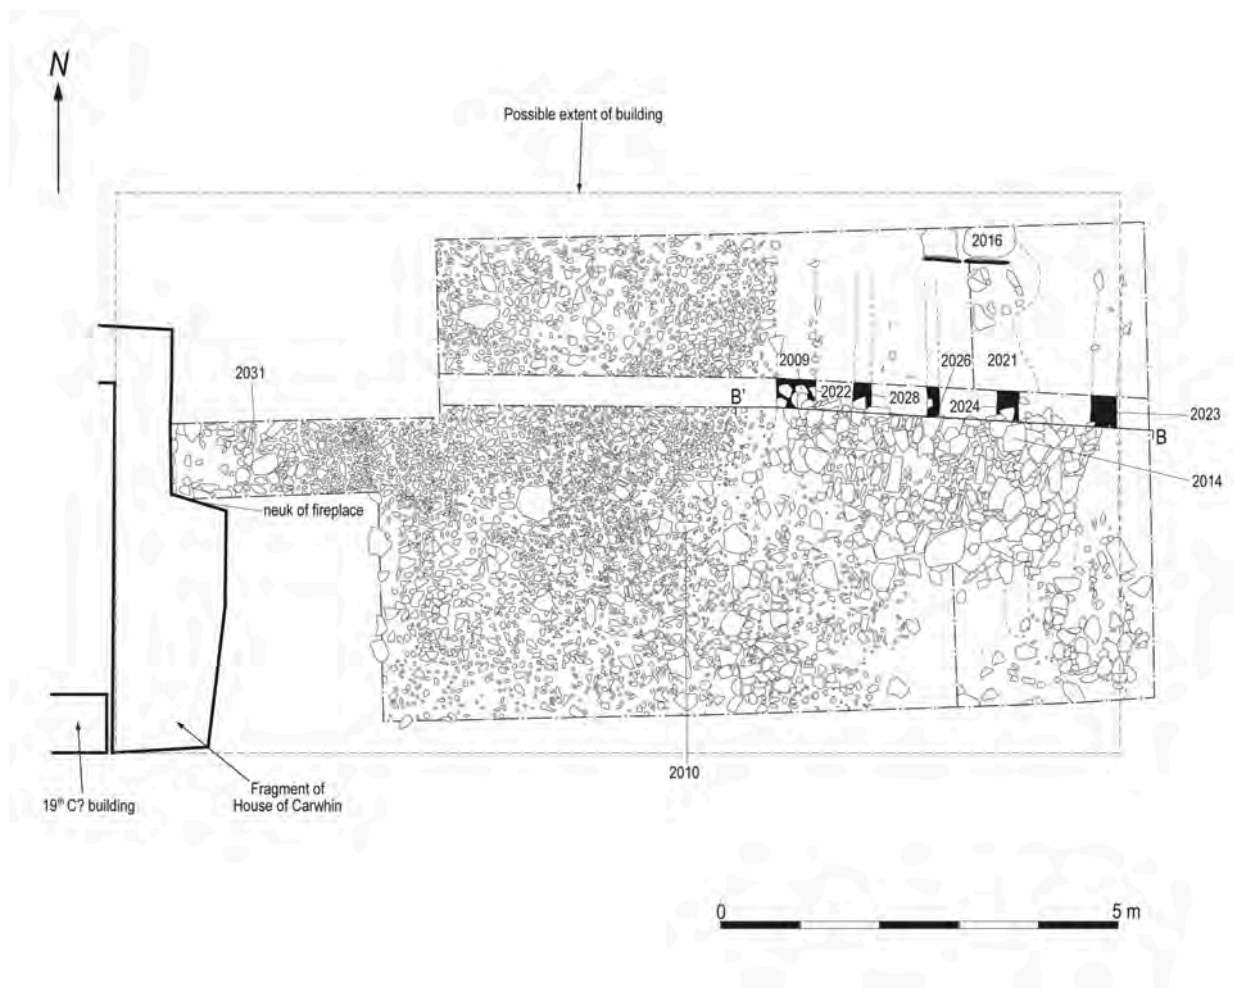 N
Possible extent of building
2016
2009
2026
2021
2031
2022
2028
2024
B'
2023
B
2014
neuk of fireplace
2010
Fragment of
House of Carwhin
19th C? building
0
5 m